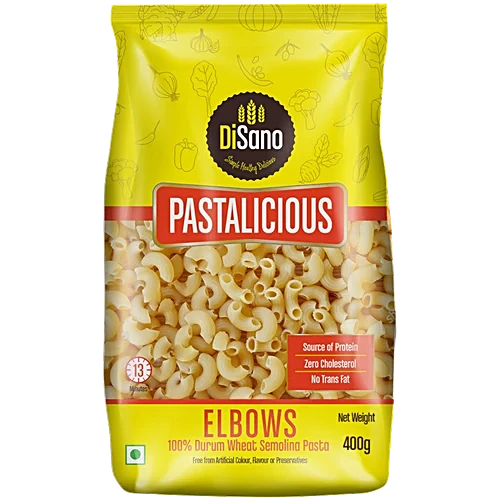 DiSano
Simple Healthy Delicious
PASTALICIOUS
Source of Protein
Zero Cholesterol
No Trans Fat
13
Minutes
ELBOWS
100% Durum Wheat Semolina Pasta
Free from Artificial Colour, Flavour or Preservatives
Net Weight
400g